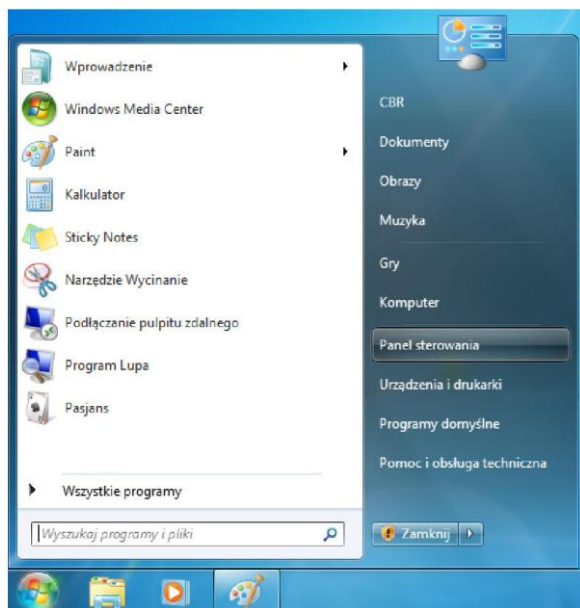 Wprowadzenie
Windows Media Center
Paint
Kalkulator
Sticky Notes
Narzędzie Wycinanie
Podłączanie pulpitu zdalnego
Program Lupa
Pasjans
Wszystkie programy
Wyszukaj programy i pliki
CBR
Dokumenty
Obrazy
Muzyka
Gry
Komputer
Panel sterowania
Urządzenia i drukarki
Programy domyślne
Pomoc i obsługa techniczna
Zamknij